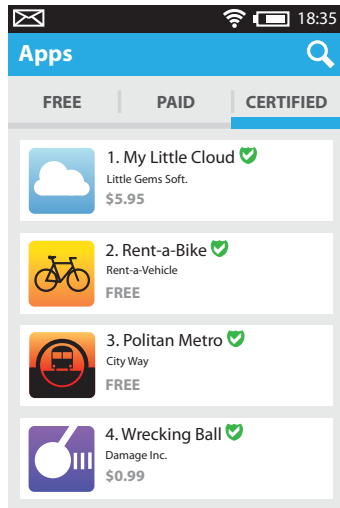 18:35
Apps
FREE PAID CERTIFIED
1. My Little Cloud
Little Gems Soft.
$5.95
2. Rent-a-Bike
Rent-a-Vehicle
FREE
3. Politan Metro
City Way
FREE
4. Wrecking Ball
Damage Inc.
$0.99